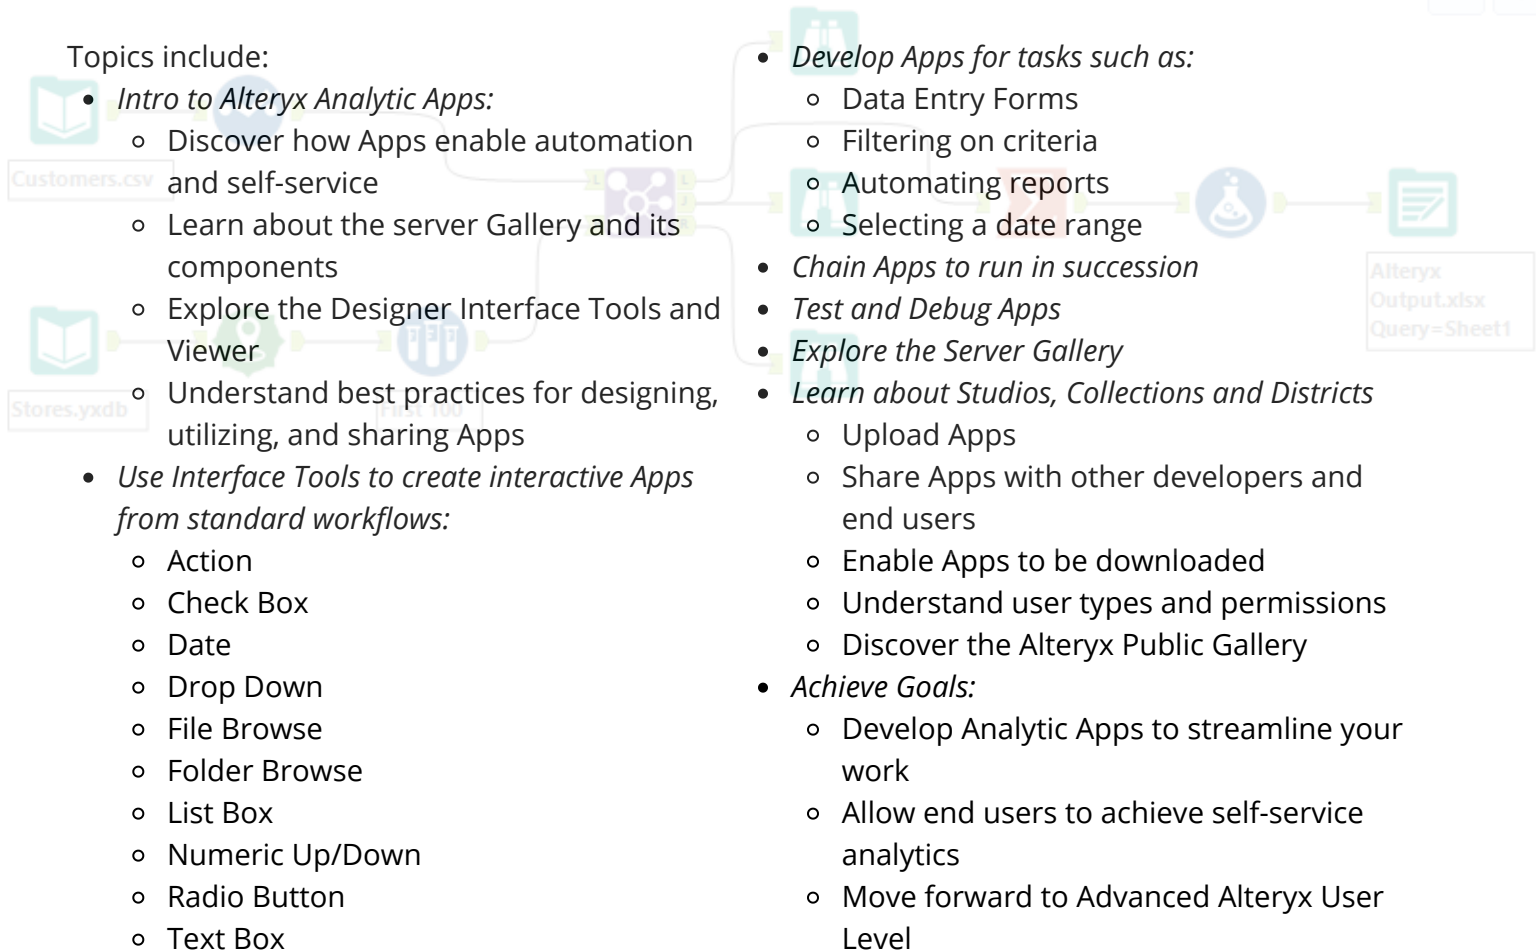 Topics include:
Intro to Alteryx Analytic Apps:
Discover how Apps enable automation
and self-service
Learn about the server Gallery and its
components
Explore the Designer Interface Tools and
Viewer
Understand best practices for designing,
utilizing, and sharing Apps
Use Interface Tools to create interactive Apps
from standard workflows:
Action
Check Box
Date
Drop Down
File Browse
Folder Browse
List Box
Numeric Up/Down
Radio Button
Text Box
Develop Apps for tasks such as:
Data Entry Forms
Filtering on criteria
Automating reports
Selecting a date range
Chain Apps to run in succession
Test and Debug Apps
Explore the Server Gallery
Learn about Studios, Collections and Districts
Upload Apps
Share Apps with other developers and
end users
Enable Apps to be downloaded
Understand user types and permissions
Discover the Alteryx Public Gallery
Achieve Goals:
Develop Analytic Apps to streamline your
work
Allow end users to achieve self-service
analytics
Move forward to Advanced Alteryx User
Level
Customers.csv
Stores.yxdb
First 100
Alteryx
Output.xlsx
Query=Sheet1
L
L
J
R